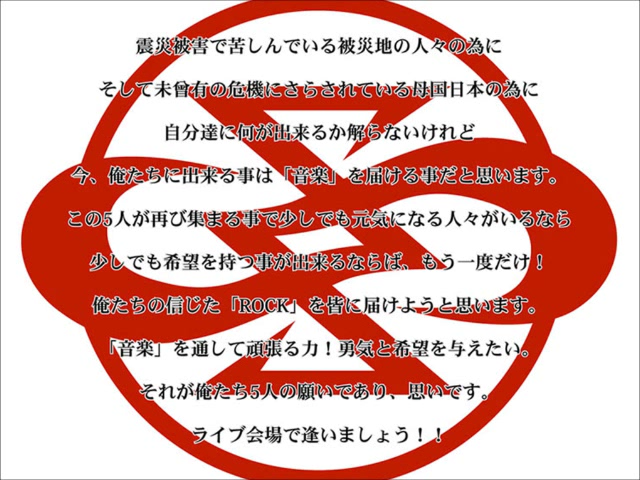 震災被害で苦しんでいる被災地の人々の為に
そして未曾有の危機にさらされている母国日本の為に
自分達に何が出来るか解らないけれど
今、俺たちに出来る事は「音楽」を届ける事だと思います。
この5人が再び集まる事で少しでも元気になる人々がいるなら
少しでも希望を持つ事が出来るならば、もう一度だけ！
俺たちの信じた「ROCK」を皆に届けようと思います。
「音楽」を通して頑張る力！勇気と希望を与えたい。
それが俺たち5人の願いであり、思いです。
ライブ会場で逢いましょう！！